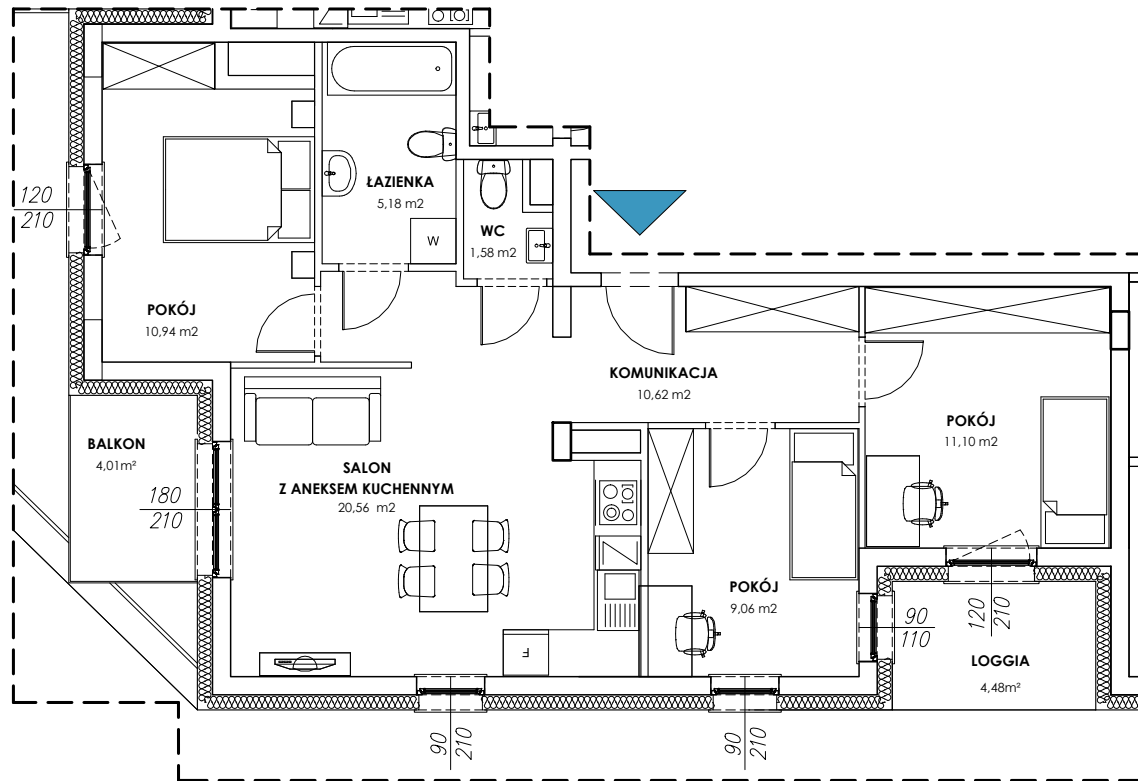 ŁAZIENKA
5,18 m2
W
WC
1,58 m2
120
210
POKÓJ
10,94 m2
KOMUNIKACJA
10,62 m2
POKÓJ
11,10 m2
BALKON
4,01m²
180
210
SALON
Z ANEKSEM KUCHENNYM
20,56 m2
POKÓJ
9,06 m2
90
110
120
210
LOGGIA
4,48m²
F
90
210
90
210